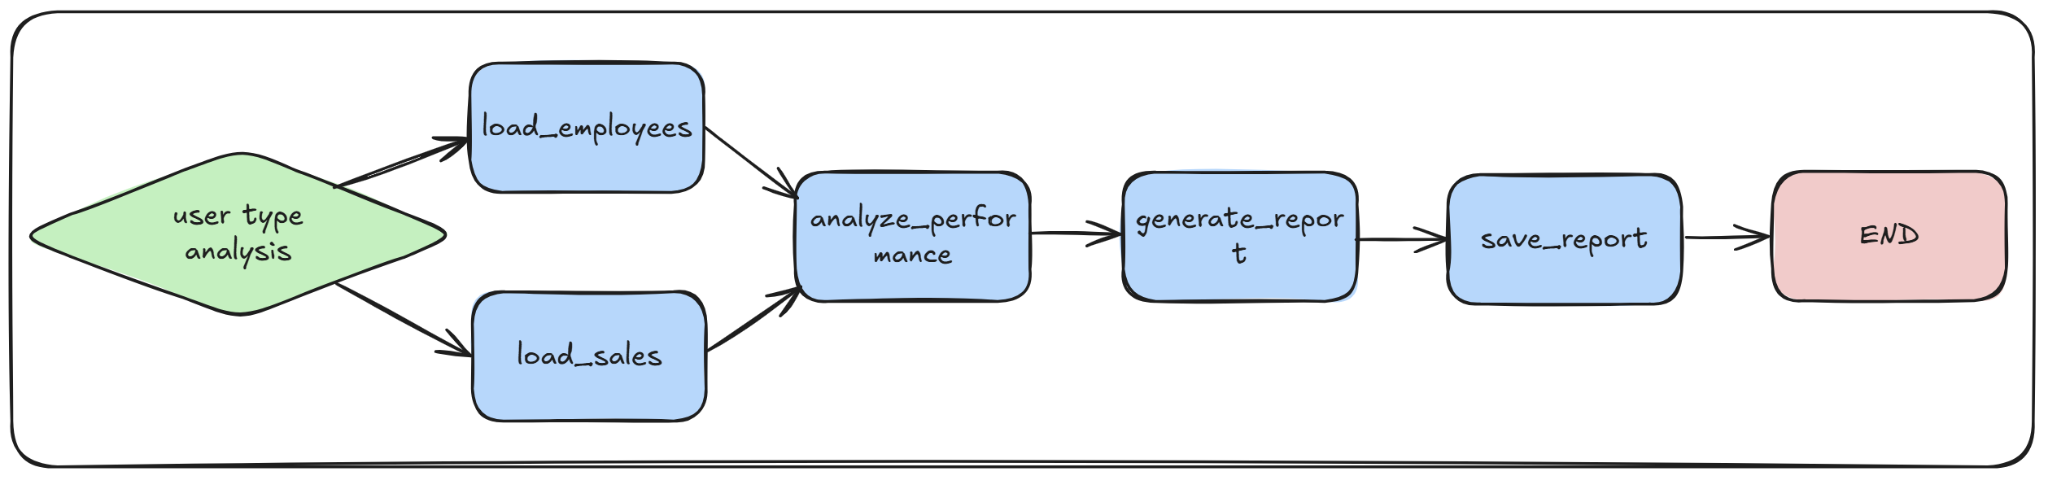 user type
analysis
load_employees
load_sales
analyze_perfor
mance
generate_repor
t
save_report
END